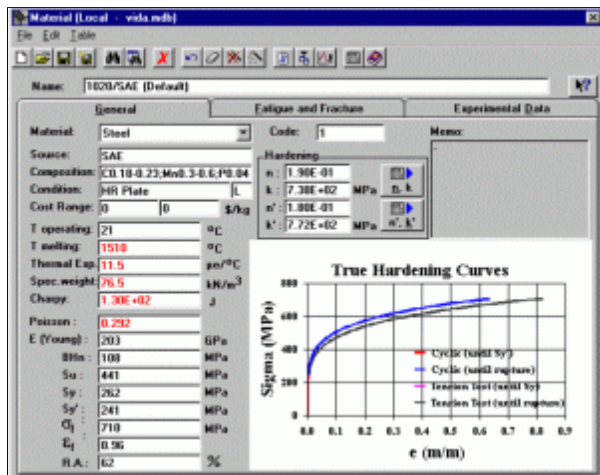 Material (Local - vida.mdb)
File Edit Table
Name: 1020/SAE (Default)
General Fatigue and Fracture Experimental Data
Material: Steel
Code: 1
Memo:
Source: SAE
Composition: C0.18-0.23;Mn0.3-0.6;P0.04
Condition: HR Plate L
Cost Range: 0 0 $/kg
Hardening
n : 1.90E-01
k : 7.38E+02 MPa n, k
n' : 1.80E-01
k' : 7.72E+02 MPa n', k'
T operating: 21 ºC
T melting: 1510 ºC
Thermal Exp. 11.5 µe/ºC
Spec.weight: 76.5 kN/m³
Charpy: 1.30E+02 J
Poisson : 0.292
E (Young) : 203 GPa
BHn : 108 MPa
Su : 441 MPa
Sy : 262 MPa
Sy' : 241 MPa
σf : 710 MPa
εf : 0.96
R.A.: 62 %
True Hardening Curves
Sigma (MPa)
800
600
400
200
0
Cyclic (until Sy')
Cyclic (until rupture)
Tension Test (until Sy)
Tension Test (until rupture)
0.0 0.1 0.2 0.3 0.4 0.5 0.6 0.7 0.8 0.9
e (m/m)